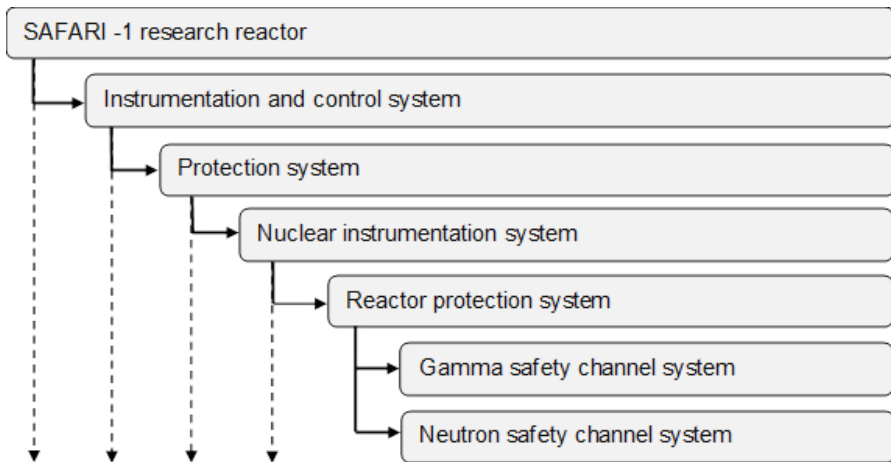 SAFARI -1 research reactor
Instrumentation and control system
Protection system
Nuclear instrumentation system
Reactor protection system
Gamma safety channel system
Neutron safety channel system